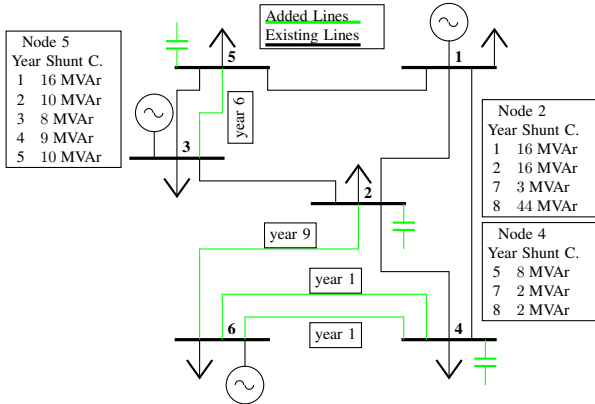 Added Lines
Existing Lines
Node 5
Year Shunt C.
1 16 MVAr
2 10 MVAr
3 8 MVAr
4 9 MVAr
5 10 MVAr
5
1
year 6
3
Node 2
Year Shunt C.
1 16 MVAr
2 16 MVAr
7 3 MVAr
8 44 MVAr
2
year 9
Node 4
Year Shunt C.
5 8 MVAr
7 2 MVAr
8 2 MVAr
year 1
year 1
6
4